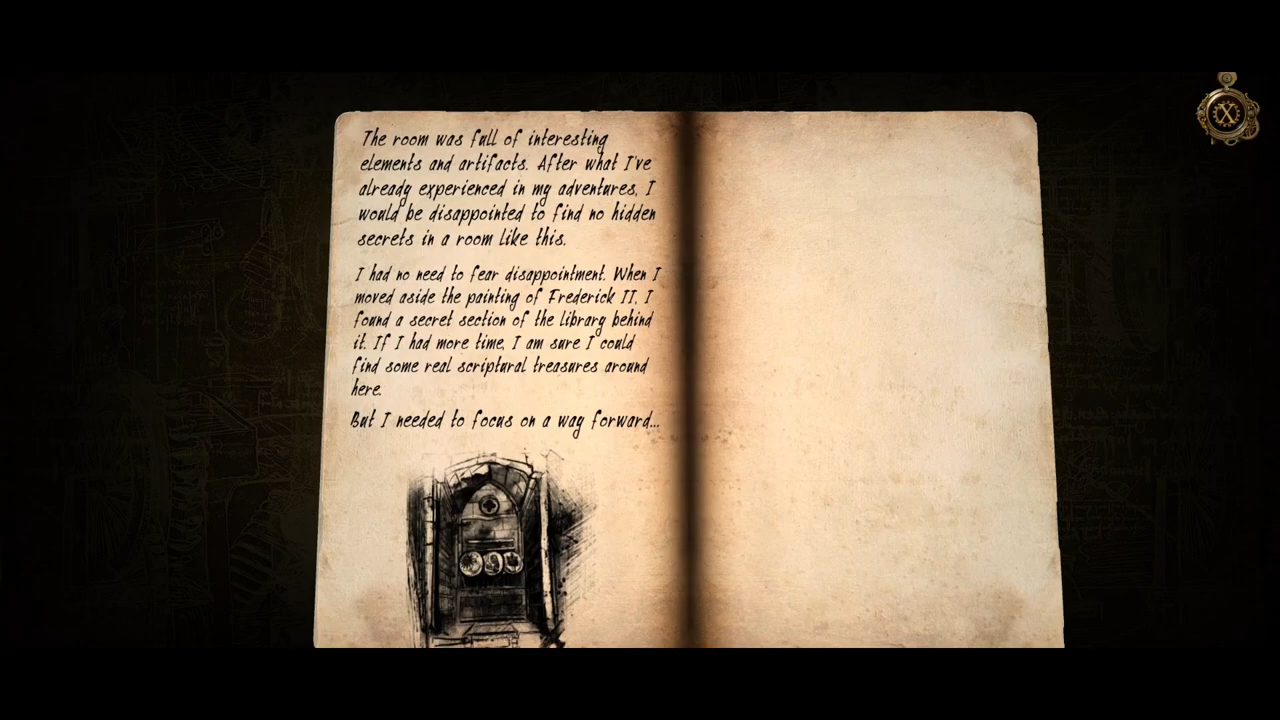 The room was full of interesting
elements and artifacts. After what I've
already experienced in my adventures, I
would be disappointed to find no hidden
secrets in a room like this.
I had no need to fear disappointment. When I
moved aside the painting of Frederick II, I
found a secret section of the library behind
it. If I had more time, I am sure I could
find some real scriptural treasures around
here.
But I needed to focus on a way forward...
X